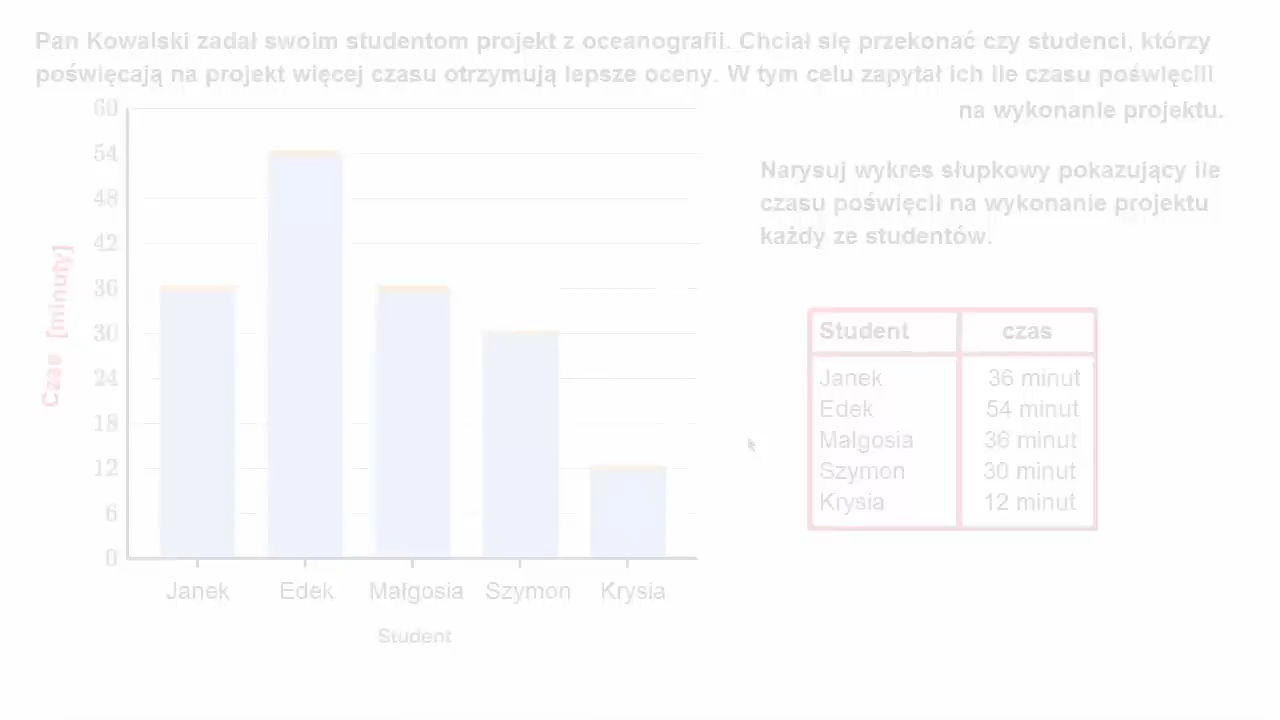 Pan Kowalski zadał swoim studentom projekt z oceanografii. Chciał się przekonać czy studenci, którzy
poświęcają na projekt więcej czasu otrzymują lepsze oceny. W tym celu zapytał ich ile czasu poświęcili
na wykonanie projektu.
Narysuj wykres słupkowy pokazujący ile
czasu poświęcił na wykonanie projektu
każdy ze studentów.
60
54
48
42
36
30
24
18
12
6
0
Czas [minuty]
Janek Edek Małgosia Szymon Krysia
Student
Student czas
Janek 36 minut
Edek 54 minut
Małgosia 36 minut
Szymon 30 minut
Krysia 12 minut